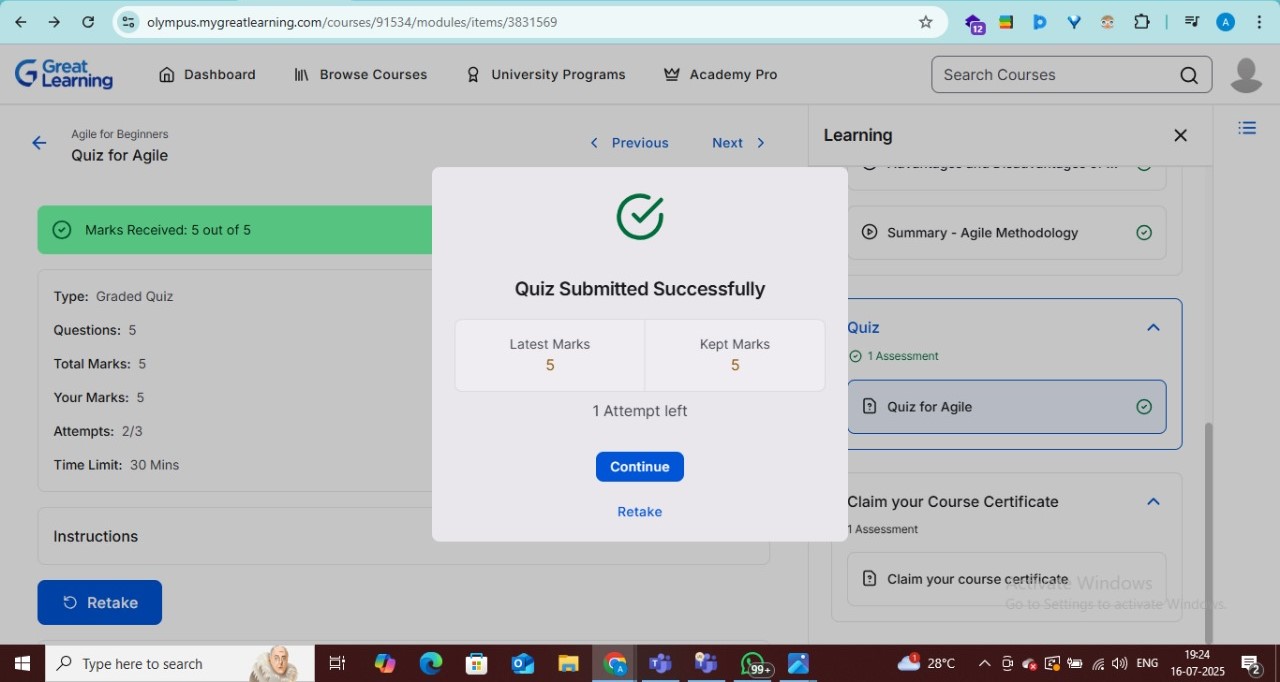 olympus.mygreatlearning.com/courses/91534/modules/items/3831569
12
A
Great Learning
Dashboard
Browse Courses
University Programs
Academy Pro
Search Courses
Agile for Beginners
Quiz for Agile
Previous
Next
Learning
Marks Received: 5 out of 5
Type: Graded Quiz
Questions: 5
Total Marks: 5
Your Marks: 5
Attempts: 2/3
Time Limit: 30 Mins
Instructions
Retake
Quiz Submitted Successfully
Latest Marks
5
Kept Marks
5
1 Attempt left
Continue
Retake
Summary - Agile Methodology
Quiz
1 Assessment
Quiz for Agile
Claim your Course Certificate
1 Assessment
Claim your course certificate
Activate Windows
Go to Settings to activate Windows.
Type here to search
99+
1
28°C
ENG
19:24
16-07-2025
2